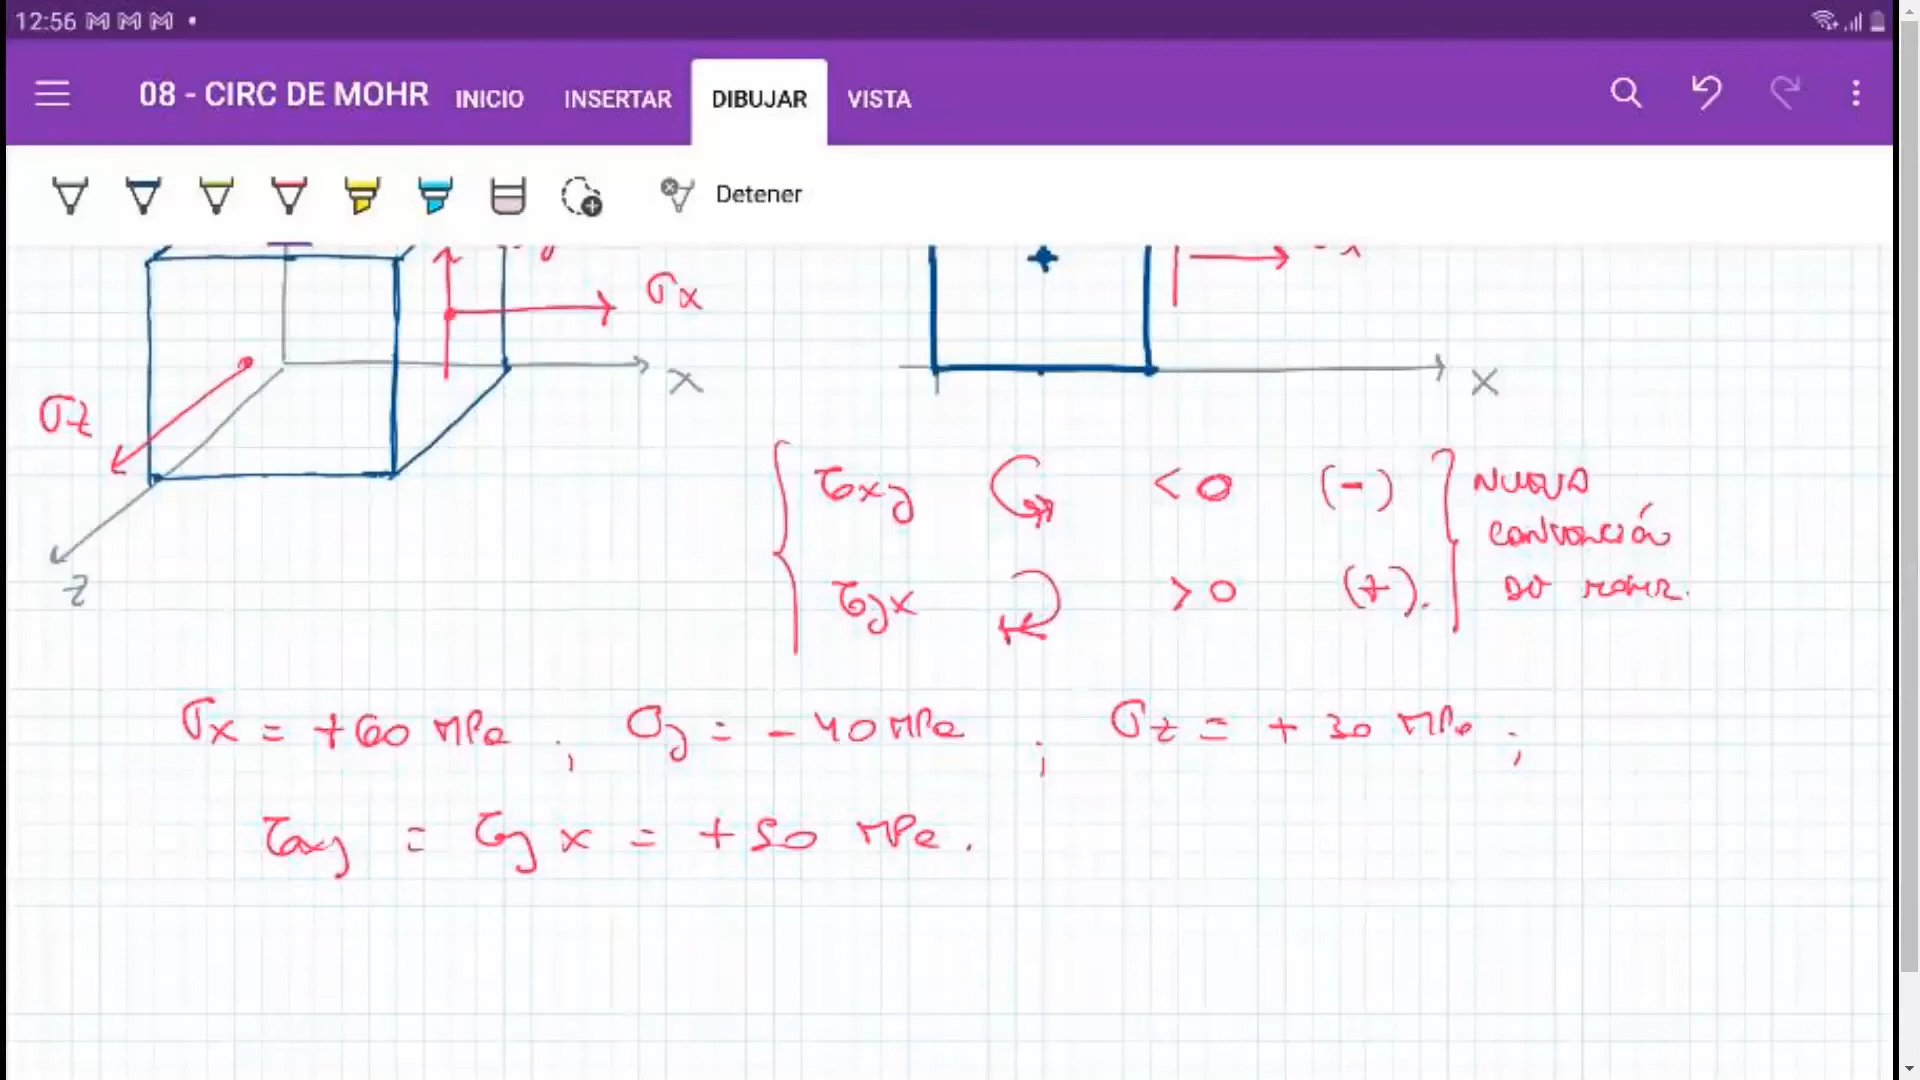 12:56
08 - CIRC DE MOHR INICIO INSERTAR DIBUJAR VISTA
Detener
σx
x
σz
z
x
τxy < 0 (-)
τyx > 0 (+).
NUEVA
CONVENCIÓN
DE MOHR.
σx = +60 MPa ; σy = - 40 MPa ; σz = + 30 MPa ;
τxy = τyx = +50 MPa.